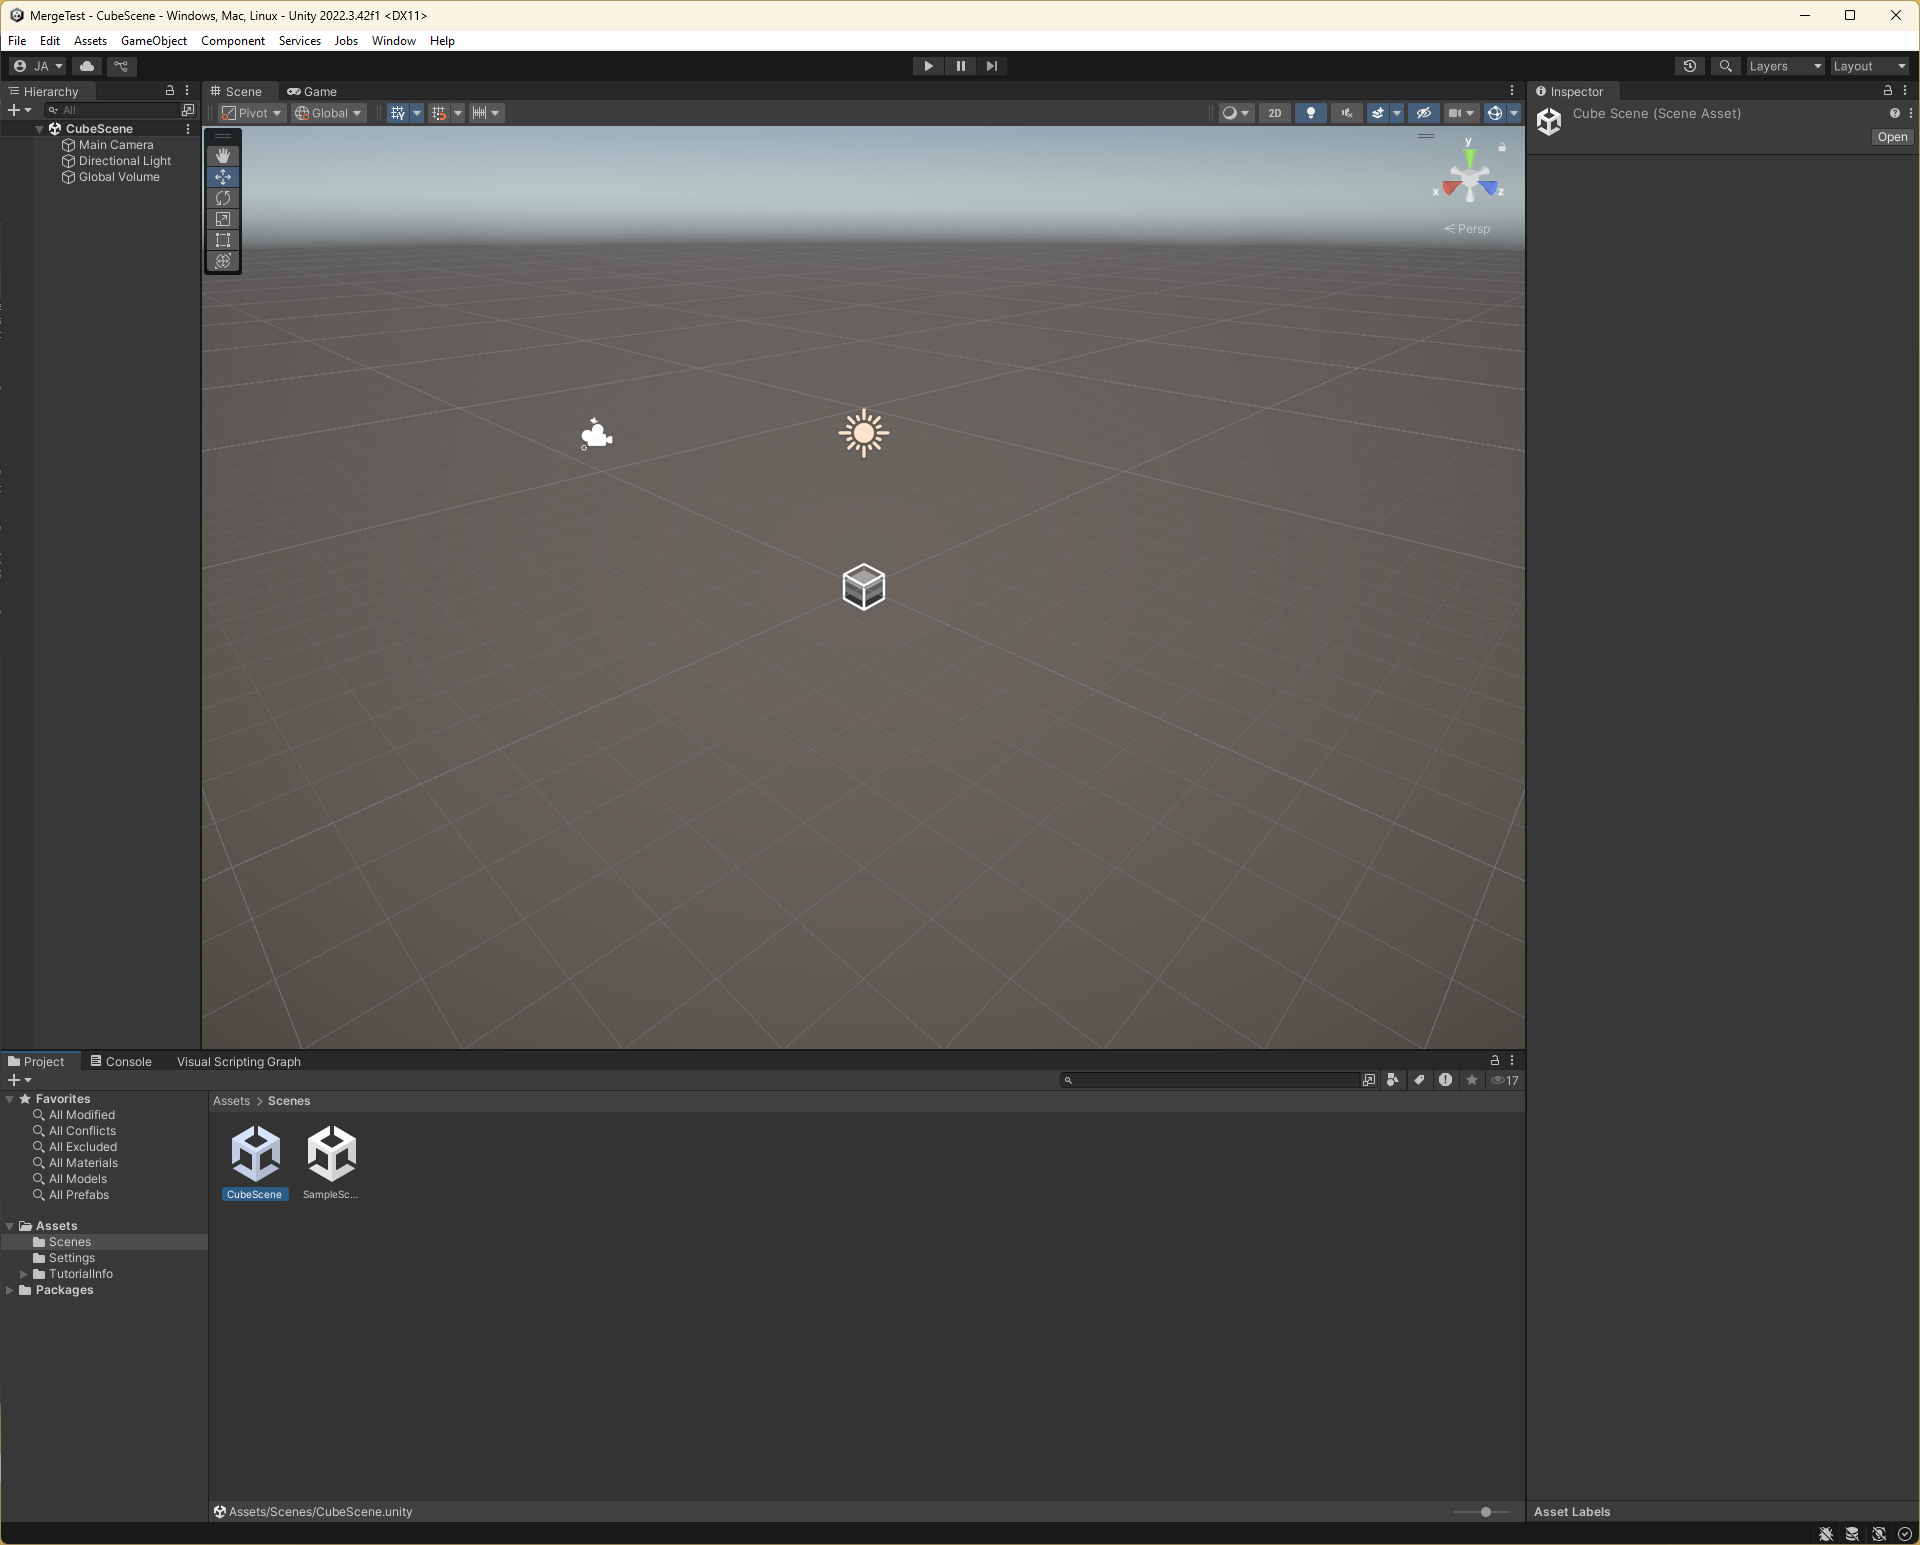 MergeTest - CubeScene - Windows, Mac, Linux - Unity 2022.3.42f1 <DX11>
File Edit Assets GameObject Component Services Jobs Window Help
JA Layers Layout
Hierarchy
All
CubeScene
Main Camera
Directional Light
Global Volume
Scene Game
Pivot Global 2D
y
x z
Persp
Inspector
Cube Scene (Scene Asset)
Open
Project Console Visual Scripting Graph
17
Favorites
All Modified
All Conflicts
All Excluded
All Materials
All Models
All Prefabs
Assets
Scenes
Settings
TutorialInfo
Packages
Assets > Scenes
CubeScene SampleSc...
Assets/Scenes/CubeScene.unity
Asset Labels